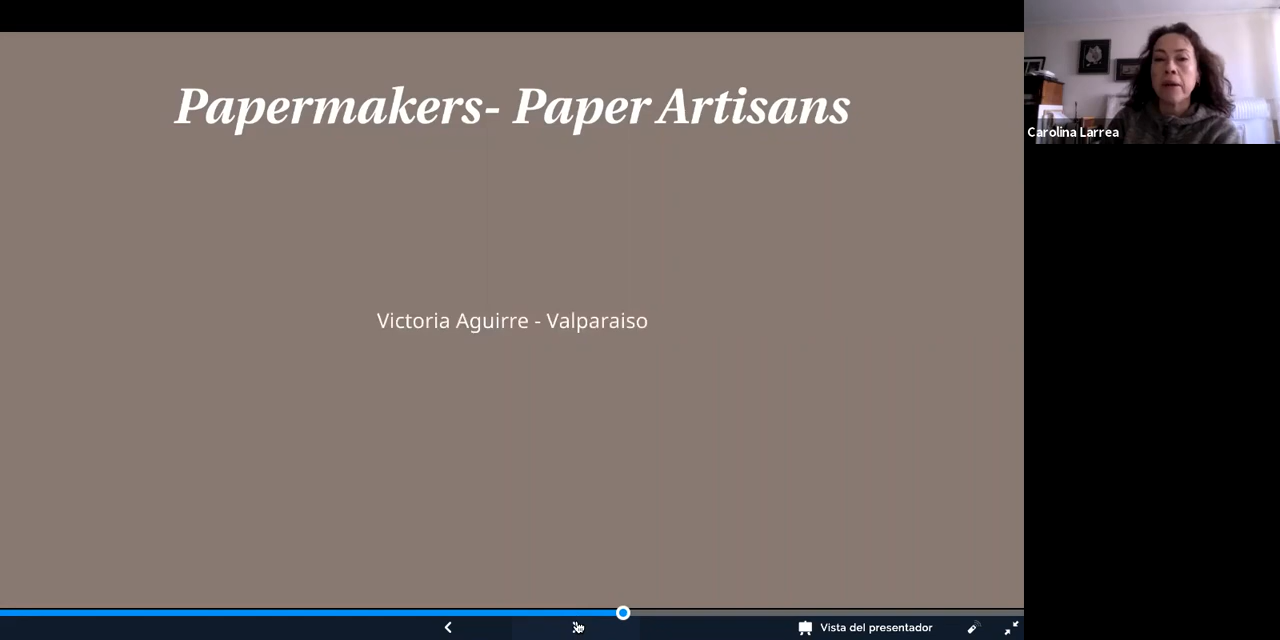 Papermakers- Paper Artisans
Victoria Aguirre - Valparaiso
Carolina Larrea
Vista del presentador